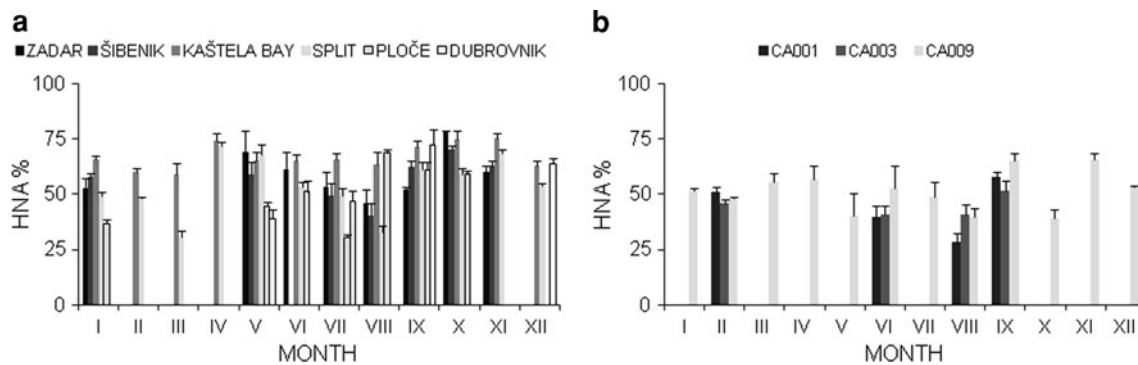 a
ZADAR ŠIBENIK KAŠTELA BAY SPLIT PLOČE DUBROVNIK
100
75
50
25
0
HNA %
I II III IV V VI VII VIII IX X XI XII
MONTH
b
CA001 CA003 CA009
100
75
50
25
0
HNA %
I II III IV V VI VII VIII IX X XI XII
MONTH